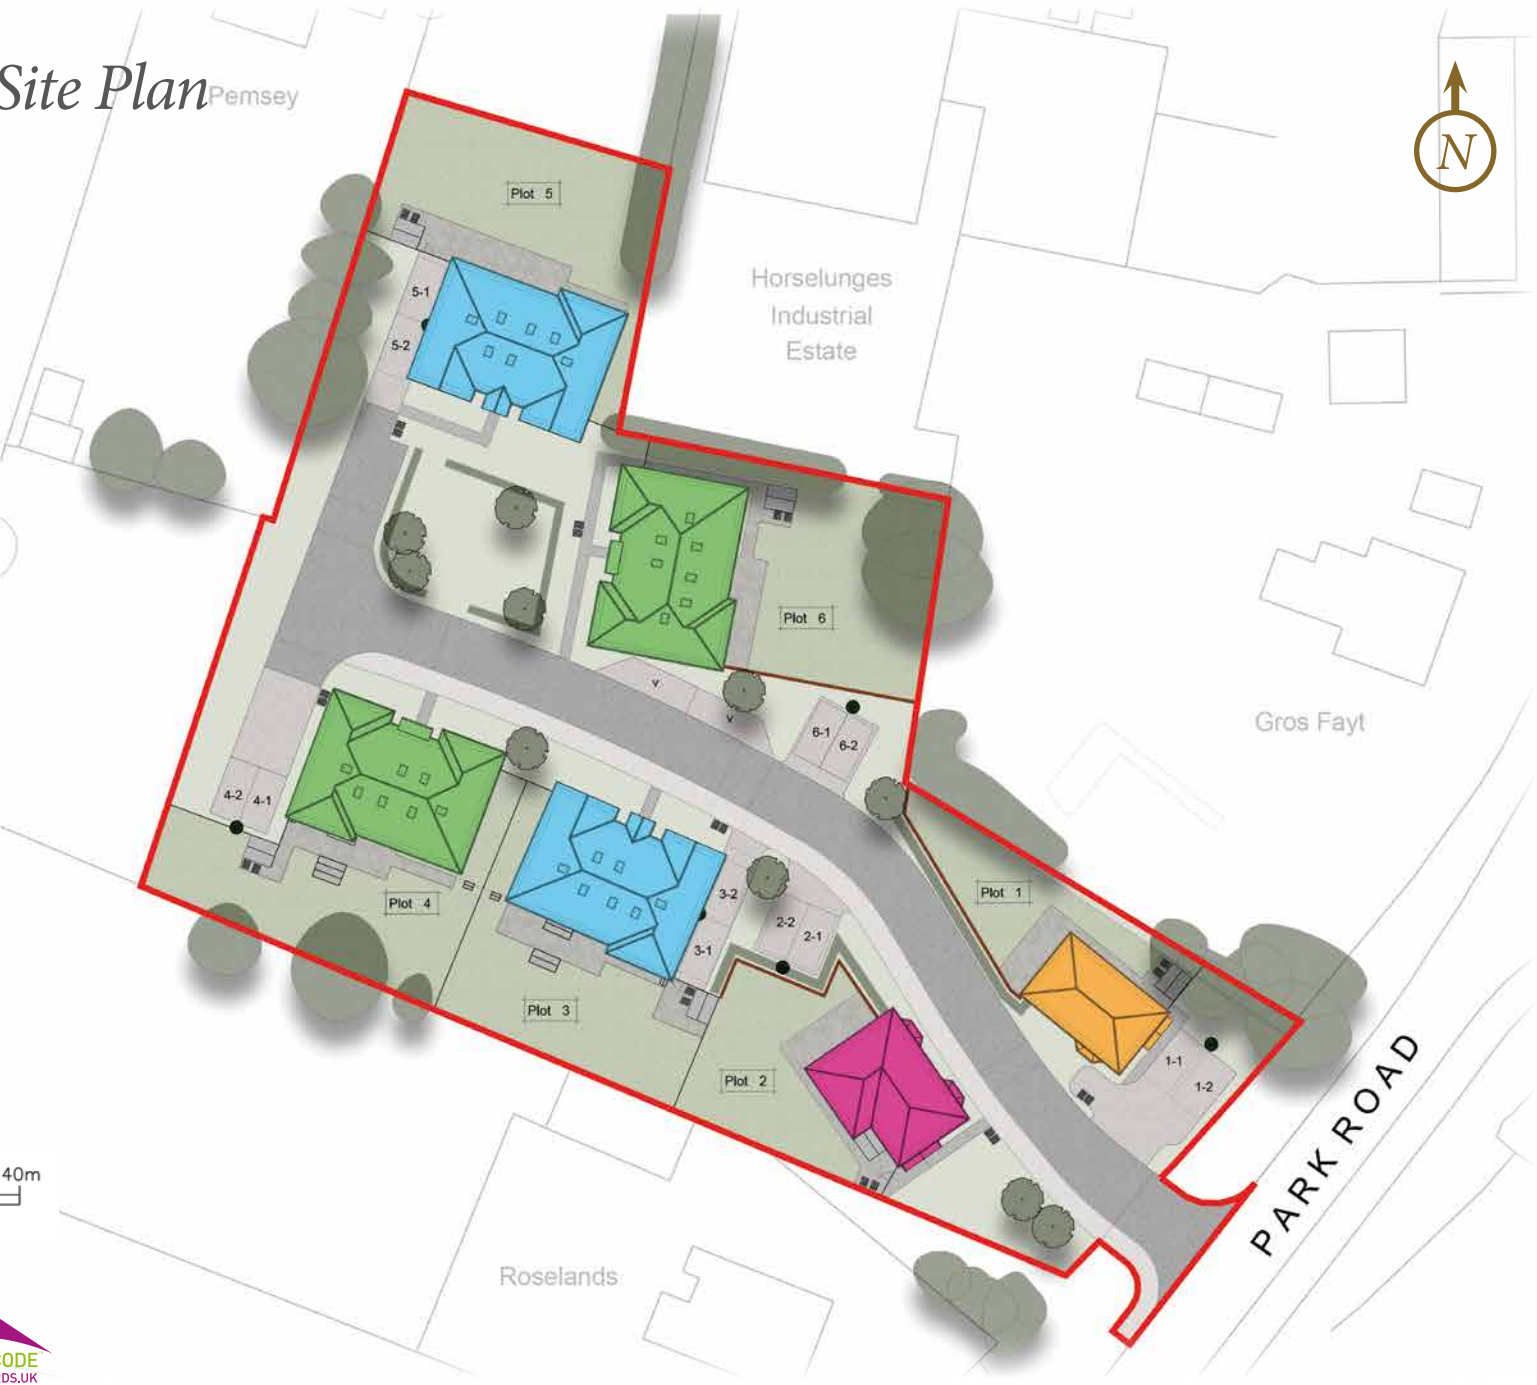 Site Plan
Pemsey
N
Plot 5
5-1
5-2
Horselunges
Industrial
Estate
Plot 6
V
V
6-1
6-2
Gros Fayt
4-2
4-1
Plot 4
3-2
3-1
2-2
2-1
Plot 1
Plot 3
Plot 2
1-1
1-2
PARK ROAD
40m
Roselands
CODE
RDS.UK